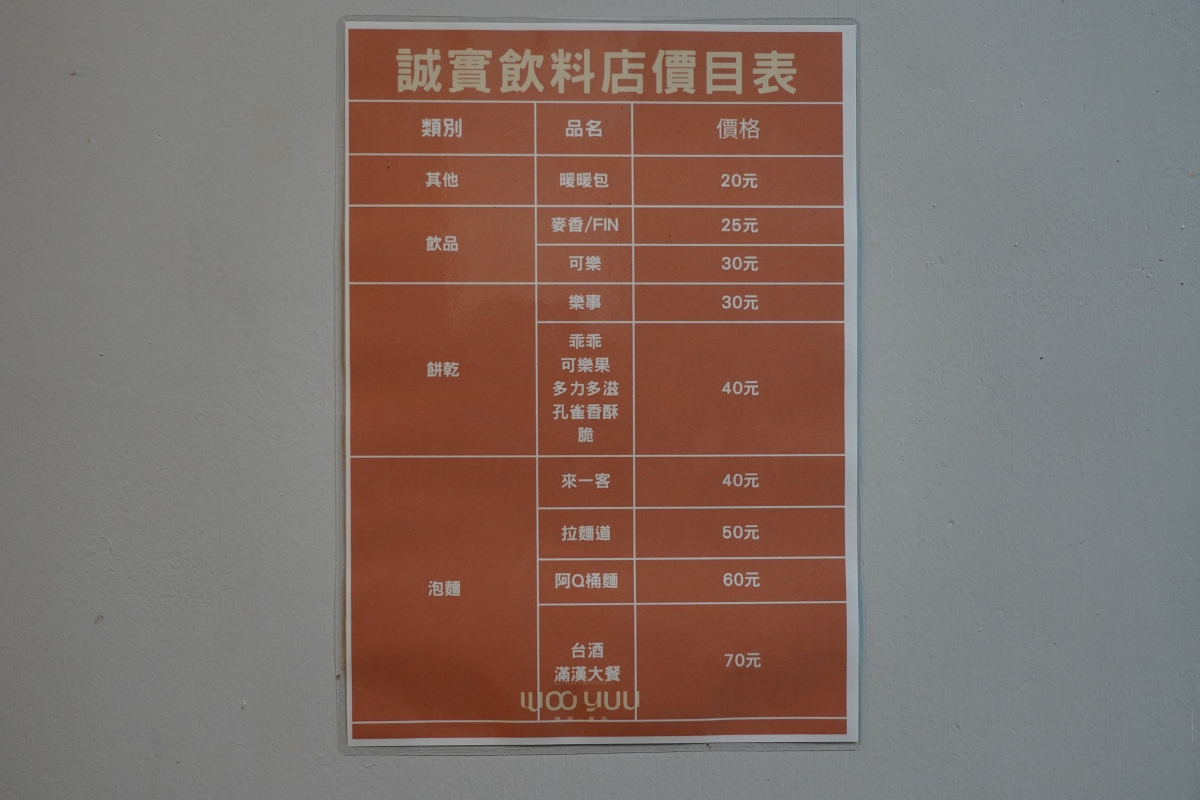 誠實飲料店價目表
類別 品名 價格
其他 暖暖包 20元
飲品 麥香/FIN 25元
可樂 30元
餅乾 樂事 30元
乖乖
可樂果
多力多滋
孔雀香酥
脆
40元
泡麵 來一客 40元
拉麵道 50元
阿Q桶麵 60元
台酒
滿漢大餐
70元
woo yuu